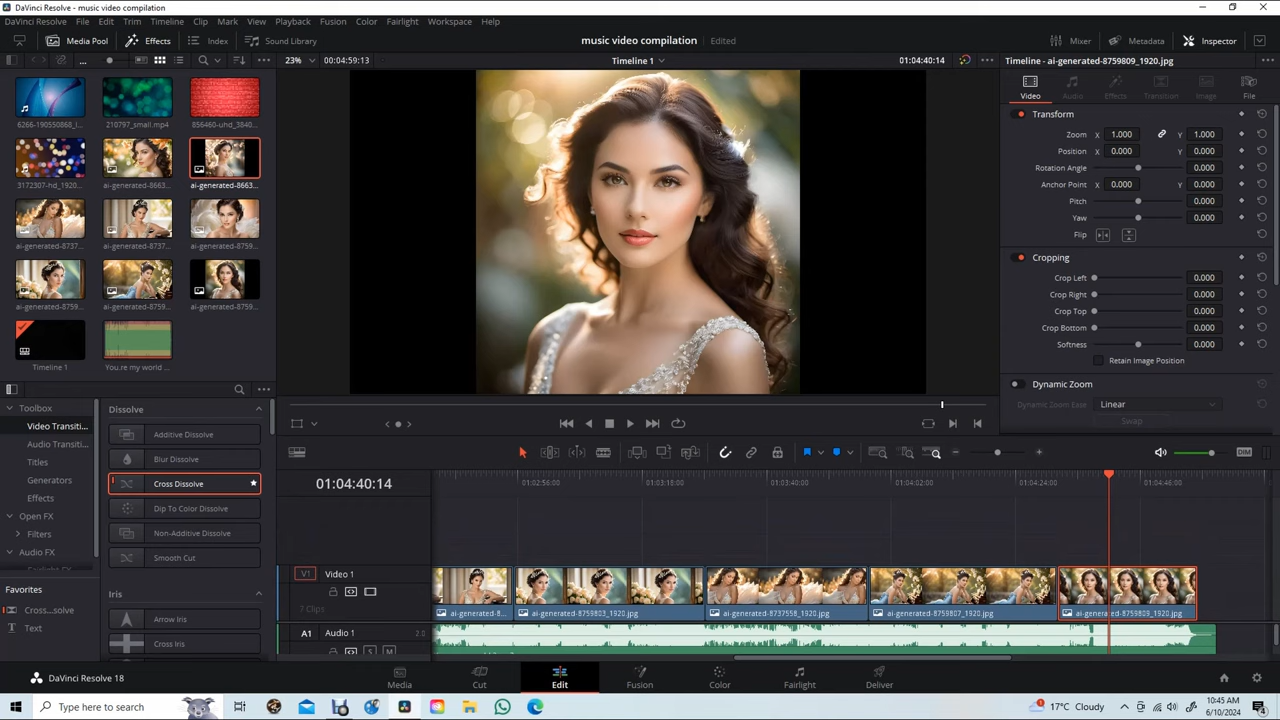 DaVinci Resolve - music video compilation
DaVinci Resolve File Edit Trim Timeline Clip Mark View Playback Fusion Color Fairlight Workspace Help
Media Pool Effects Index Sound Library music video compilation Edited Mixer Metadata Inspector
... 23% 00:04:59:13 Timeline 1 01:04:40:14 Timeline - ai-generated-8759809_1920.jpg
Video Audio Effects Transition Image File
6266-190550868_l... 210797_small.mp4 856460-uhd_3840...
3172307-hd_1920... ai-generated-8663... ai-generated-8663...
ai-generated-8737... ai-generated-8737... ai-generated-8759...
ai-generated-8759... ai-generated-8759... ai-generated-8759...
Timeline 1 You.re my world ...
Transform
Zoom X 1.000 Y 1.000
Position X 0.000 Y 0.000
Rotation Angle 0.000
Anchor Point X 0.000 Y 0.000
Pitch 0.000
Yaw 0.000
Flip
Cropping
Crop Left 0.000
Crop Right 0.000
Crop Top 0.000
Crop Bottom 0.000
Softness 0.000
Retain Image Position
Dynamic Zoom
Dynamic Zoom Ease Linear
Swap
Toolbox
Video Transiti...
Audio Transiti...
Titles
Generators
Effects
Open FX
Filters
Audio FX
Favorites
Cross...solve
Text
Dissolve
Additive Dissolve
Blur Dissolve
Cross Dissolve
Dip To Color Dissolve
Non-Additive Dissolve
Smooth Cut
Iris
Arrow Iris
Cross Iris
DIM
01:04:40:14 01:02:56:00 01:03:18:00 01:03:40:00 01:04:02:00 01:04:24:00 01:04:46:00
V1 Video 1
7 Clips
ai-generated-8... ai-generated-8759803_1920.jpg ai-generated-8737558_1920.jpg ai-generated-8759807_1920.jpg ai-generated-8759809_1920.jpg
A1 Audio 1 2.0
S M
DaVinci Resolve 18 Media Cut Edit Fusion Color Fairlight Deliver
Type here to search 17°C Cloudy 10:45 AM
6/10/2024 4